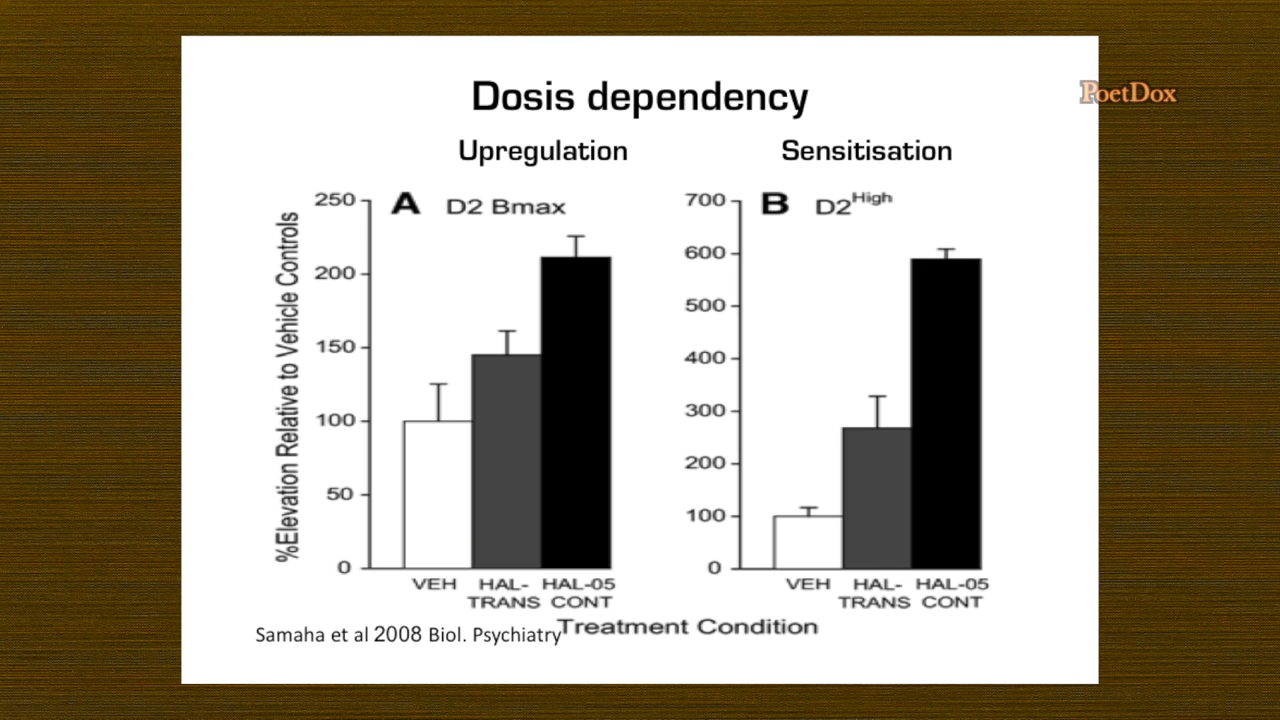 Dosis dependency
PoetDox
Upregulation
Sensitisation
%Elevation Relative to Vehicle Controls
A D2 Bmax
250
200
150
100
50
0
VEH HAL- HAL-05
TRANS CONT
B D2High
700
600
500
400
300
200
100
0
VEH HAL- HAL-05
TRANS CONT
Treatment Condition
Samaha et al 2008 Biol. Psychiatry